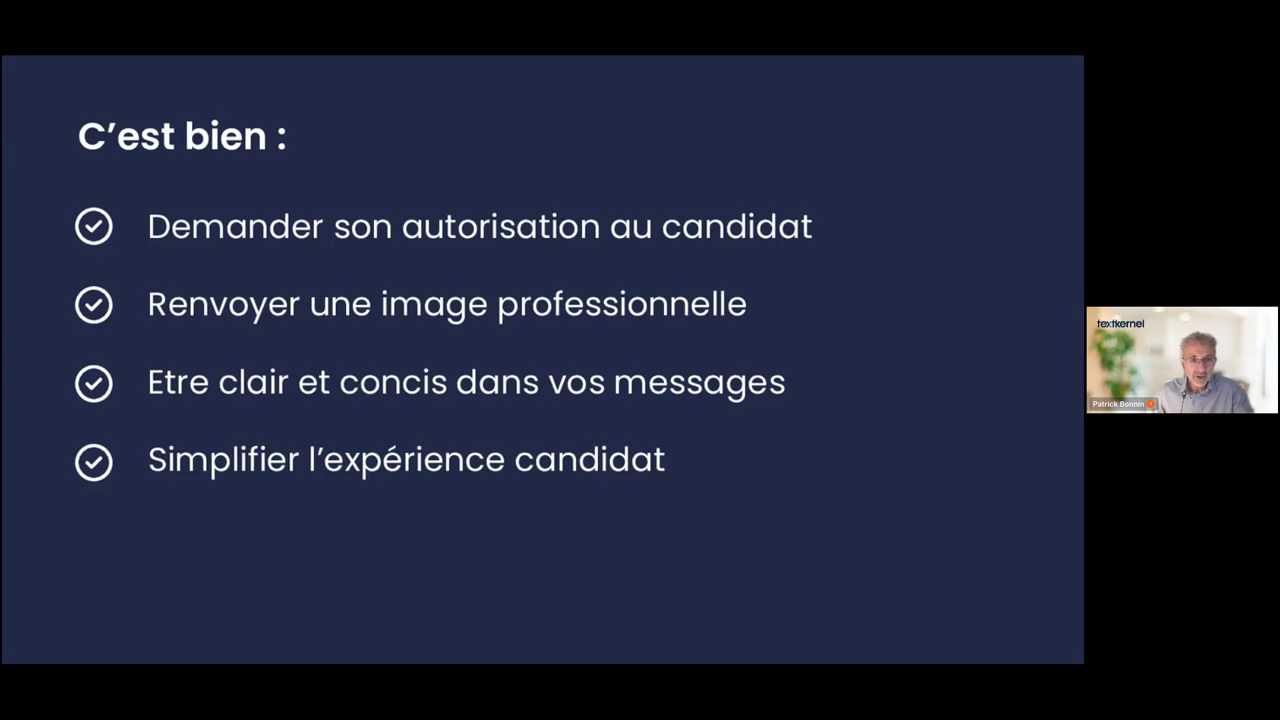 C’est bien :
Demander son autorisation au candidat
Renvoyer une image professionnelle
Etre clair et concis dans vos messages
Simplifier l’expérience candidat
textkernel
Patrick Bonnin